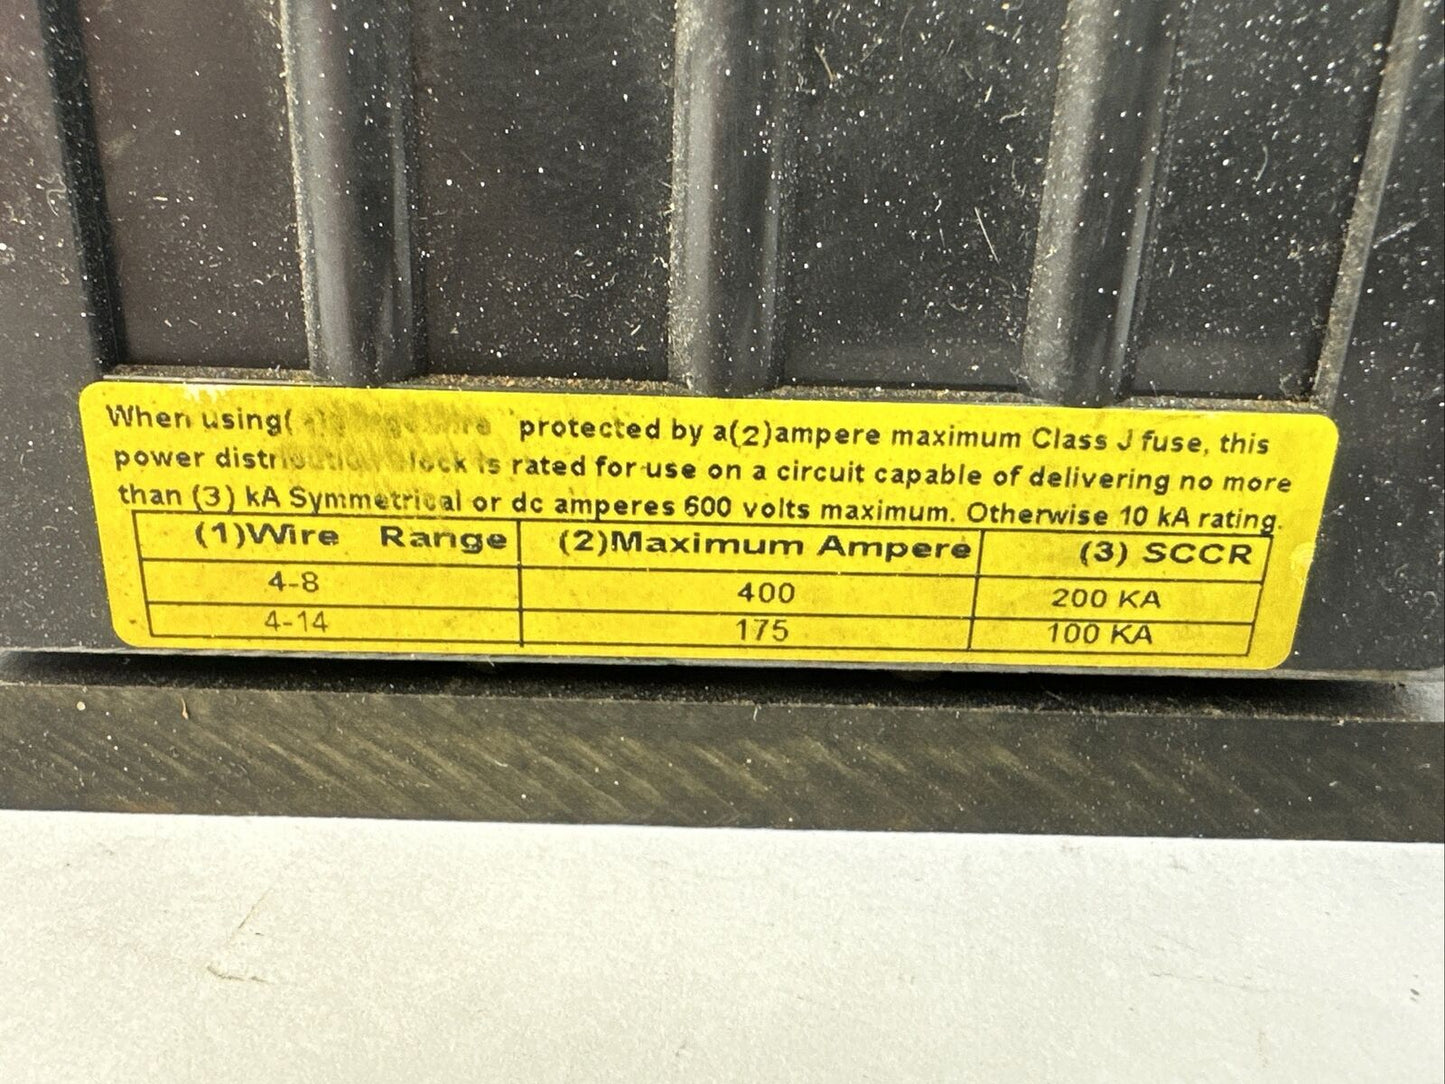 When using( wire protected by a(2)ampere maximum Class J fuse, this
power distribution block is rated for use on a circuit capable of delivering no more
than (3) kA Symmetrical or dc amperes 600 volts maximum. Otherwise 10 kA rating.
(1)Wire Range (2)Maximum Ampere (3) SCCR
4-8 400 200 KA
4-14 175 100 KA